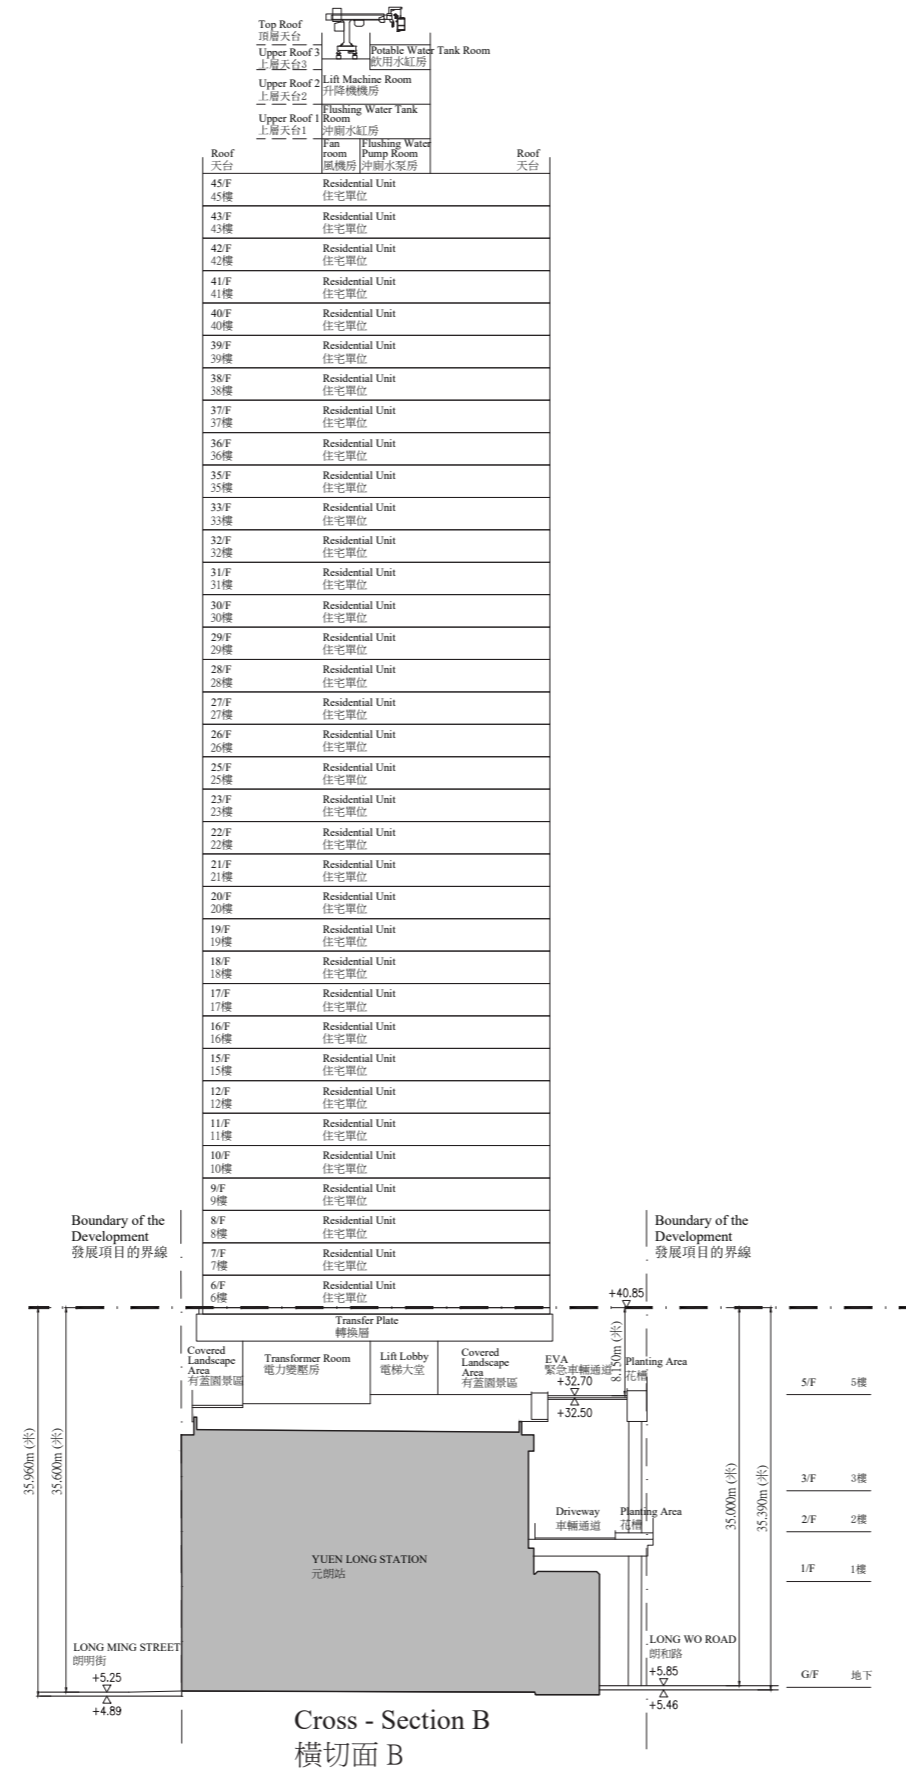 Top Roof
頂層天台
Upper Roof 3
上層天台3
Potable Water Tank Room
飲用水缸房
Upper Roof 2
上層天台2
Lift Machine Room
升降機機房
Upper Roof 1
上層天台1
Flushing Water Tank
Room
沖廁水缸房
Fan
room
風機房
Flushing Water
Pump Room
沖廁水泵房
Roof
天台
Roof
天台
45/F Residential Unit
45樓 住宅單位
43/F Residential Unit
43樓 住宅單位
42/F Residential Unit
42樓 住宅單位
41/F Residential Unit
41樓 住宅單位
40/F Residential Unit
40樓 住宅單位
39/F Residential Unit
39樓 住宅單位
38/F Residential Unit
38樓 住宅單位
37/F Residential Unit
37樓 住宅單位
36/F Residential Unit
36樓 住宅單位
35/F Residential Unit
35樓 住宅單位
33/F Residential Unit
33樓 住宅單位
32/F Residential Unit
32樓 住宅單位
31/F Residential Unit
31樓 住宅單位
30/F Residential Unit
30樓 住宅單位
29/F Residential Unit
29樓 住宅單位
28/F Residential Unit
28樓 住宅單位
27/F Residential Unit
27樓 住宅單位
26/F Residential Unit
26樓 住宅單位
25/F Residential Unit
25樓 住宅單位
23/F Residential Unit
23樓 住宅單位
22/F Residential Unit
22樓 住宅單位
21/F Residential Unit
21樓 住宅單位
20/F Residential Unit
20樓 住宅單位
19/F Residential Unit
19樓 住宅單位
18/F Residential Unit
18樓 住宅單位
17/F Residential Unit
17樓 住宅單位
16/F Residential Unit
16樓 住宅單位
15/F Residential Unit
15樓 住宅單位
12/F Residential Unit
12樓 住宅單位
11/F Residential Unit
11樓 住宅單位
10/F Residential Unit
10樓 住宅單位
9/F Residential Unit
9樓 住宅單位
8/F Residential Unit
8樓 住宅單位
7/F Residential Unit
7樓 住宅單位
6/F Residential Unit
6樓 住宅單位
Boundary of the
Development
發展項目的界線
Boundary of the
Development
發展項目的界線
+40.85
Transfer Plate
轉換層
Covered
Landscape
Area
有蓋園景區
Transformer Room
電力變壓房
Lift Lobby
電梯大堂
Covered
Landscape
Area
有蓋園景區
EVA
緊急車輛通道
+32.70
+32.50
8.150m (米)
Planting Area
花槽
5/F 5樓
3/F 3樓
2/F 2樓
1/F 1樓
G/F 地下
35.960m (米)
35.600m (米)
35.000m (米)
35.390m (米)
Driveway
車輛通道
Planting Area
花槽
YUEN LONG STATION
元朗站
LONG MING STREET
朗明街
+5.25
+4.89
LONG WO ROAD
朗和路
+5.85
+5.46
Cross - Section B
橫切面 B